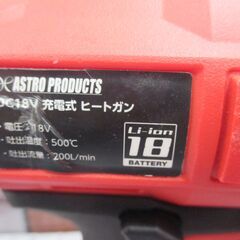 ASTRO PRODUCTS
DC18V 充電式 ヒートガン
・電圧:18V
・吐出温度:500℃
・吐出流量:200L/min
Li-ion
18
BATTERY